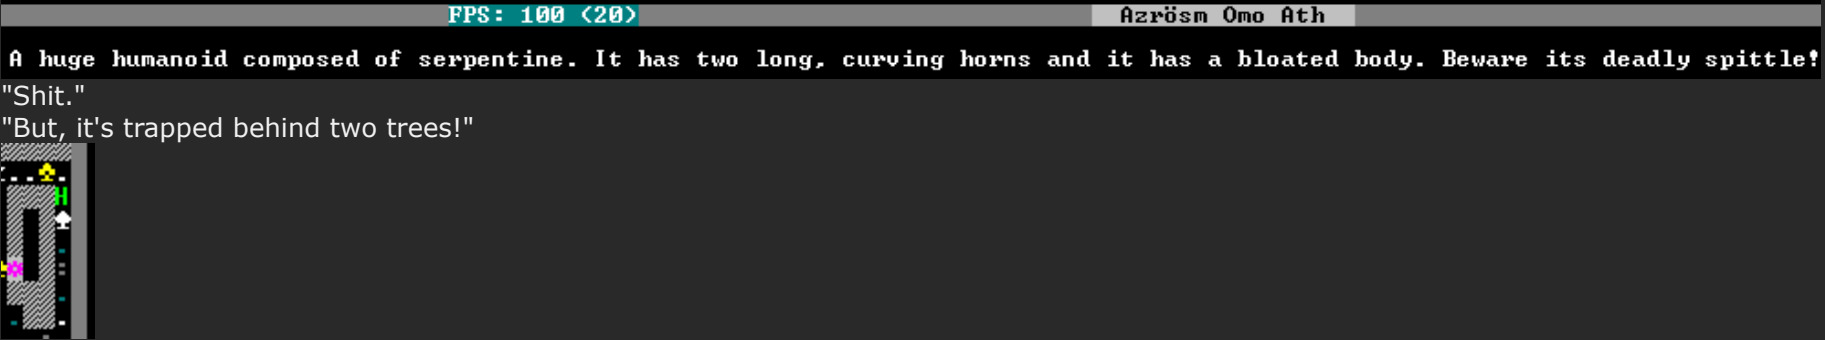 FPS: 100 (20) Azrösm Omo Ath
A huge humanoid composed of serpentine. It has two long, curving horns and it has a bloated body. Beware its deadly spittle!
"Shit."
"But, it's trapped behind two trees!"
H